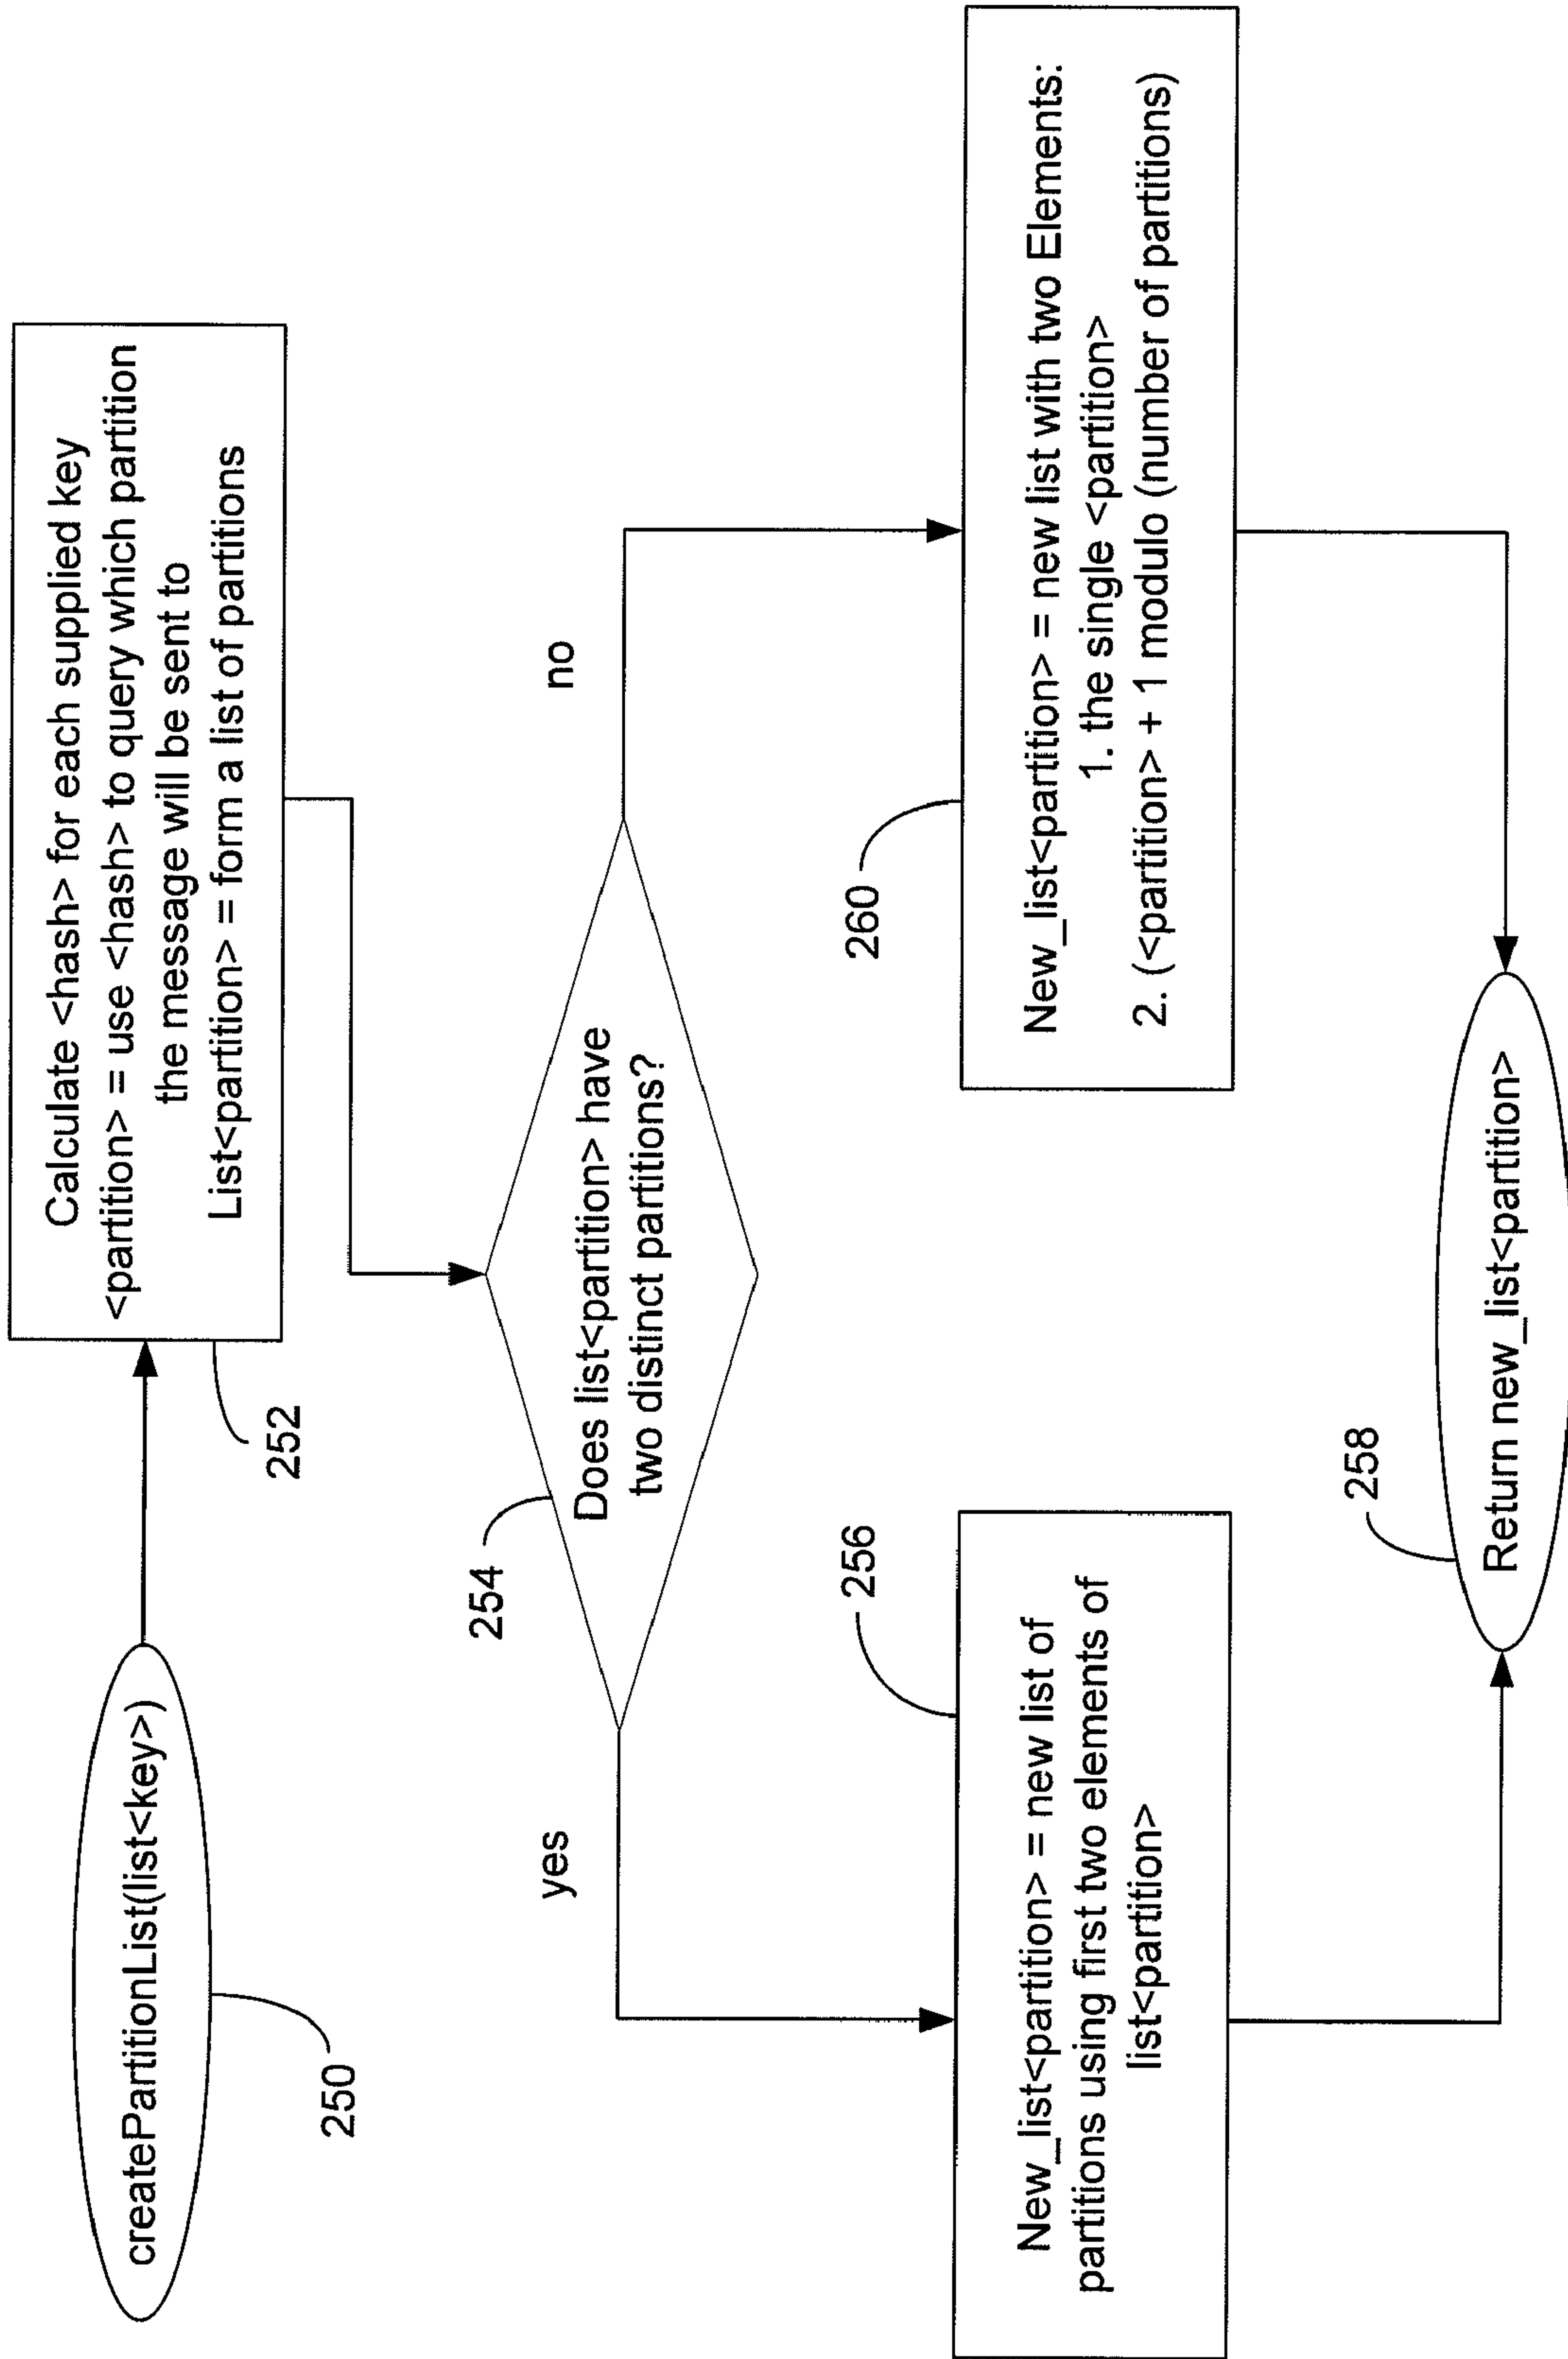 createPartitionList(list<key>)
250
Calculate <hash> for each supplied key
<partition> = use <hash> to query which partition
the message will be sent to
List<partition> = form a list of partitions
252
Does list<partition> have
two distinct partitions?
254
yes
no
New_list<partition> = new list of
partitions using first two elements of
list<partition>
256
New_list<partition> = new list with two Elements:
1. the single <partition>
2. (<partition> + 1 modulo (number of partitions)
260
Return new_list<partition>
258